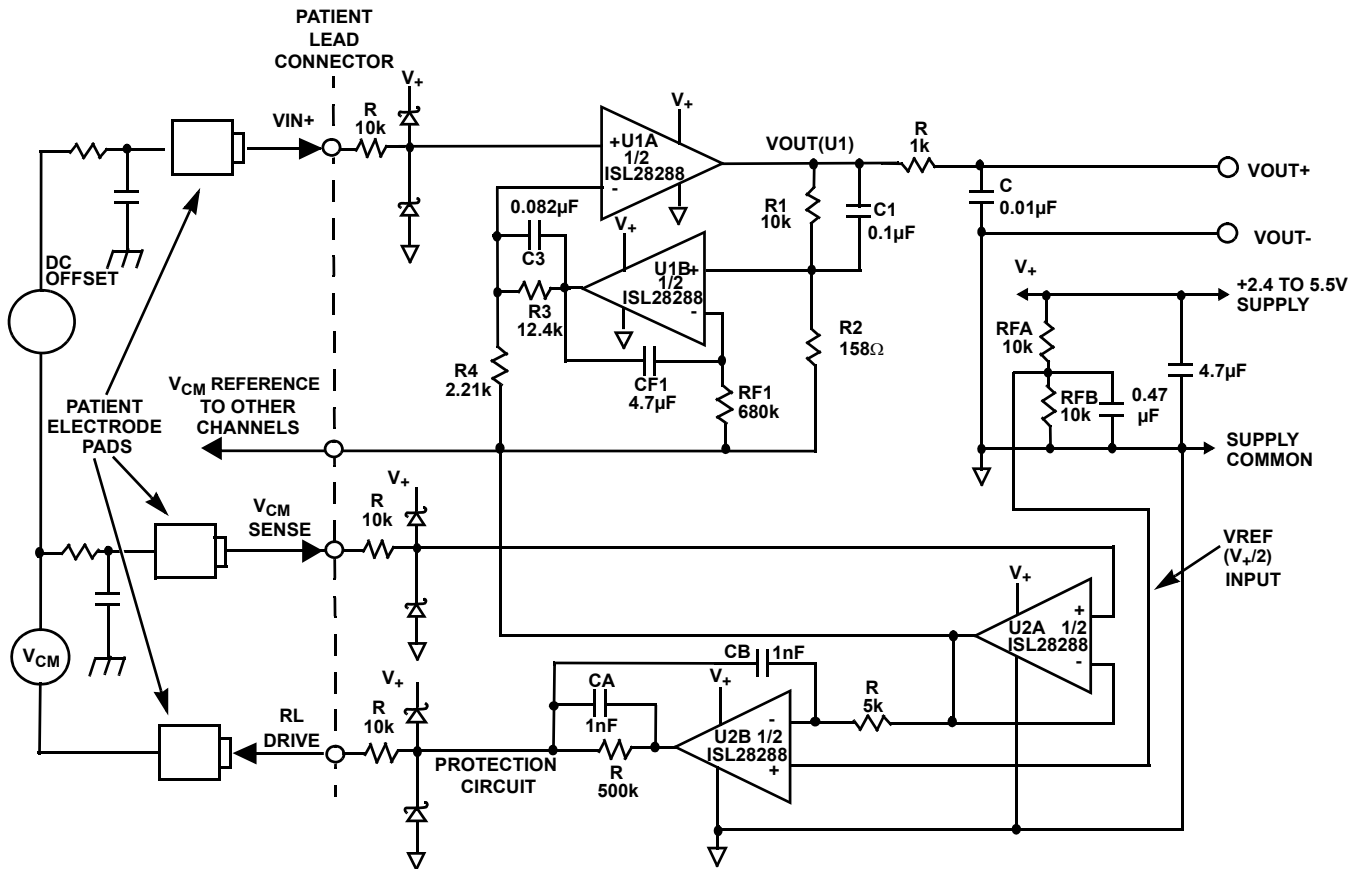 PATIENT
LEAD
CONNECTOR
VIN+
R
10k
V+
+U1A
1/2
ISL28288
-
V+
VOUT(U1)
R
1k
VOUT+
C
0.01µF
VOUT-
R1
10k
C1
0.1µF
0.082µF
C3
V+
U1B+
1/2
ISL28288
-
R3
12.4k
R2
158Ω
R4
2.21k
CF1
4.7µF
RF1
680k
DC
OFFSET
V+
+2.4 TO 5.5V
SUPPLY
RFA
10k
RFB
10k
0.47
µF
4.7µF
SUPPLY
COMMON
VCM REFERENCE
TO OTHER
CHANNELS
PATIENT
ELECTRODE
PADS
VCM
SENSE
R
10k
V+
VREF
(V+/2)
INPUT
V+
+
U2A 1/2
ISL28288
-
VCM
RL
DRIVE
R
10k
V+
PROTECTION
CIRCUIT
CB
1nF
CA
1nF
R
500k
V+
-
U2B 1/2
ISL28288
+
R
5k